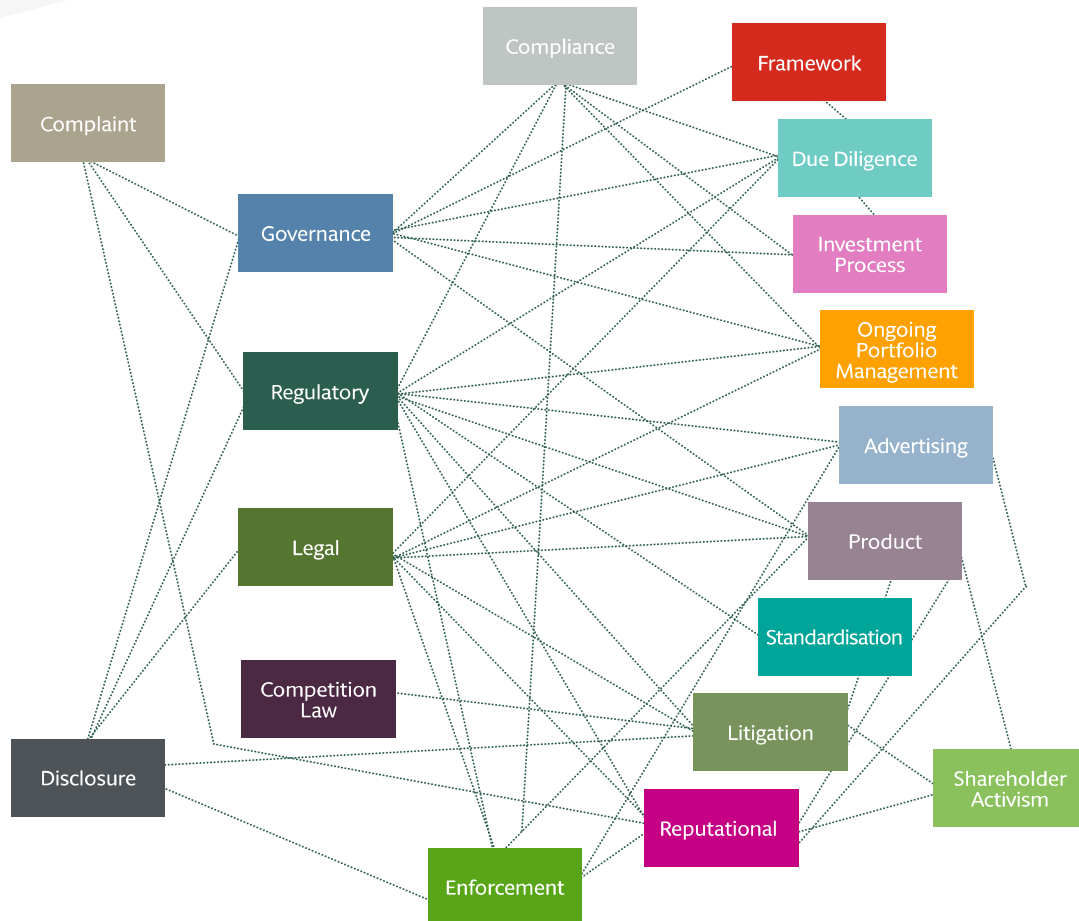 Compliance
Framework
Complaint
Due Diligence
Governance
Investment
Process
Ongoing
Portfolio
Management
Regulatory
Advertising
Legal
Product
Standardisation
Competition
Law
Litigation
Disclosure
Shareholder
Activism
Reputational
Enforcement